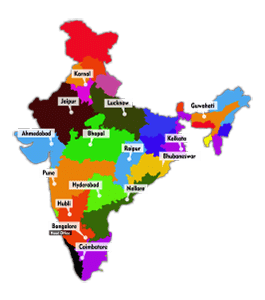 Karnal
Guwahati
Jaipur
Lucknow
Ahmedabad
Bhopal
Kolkata
Raipur
Bhubaneswar
Pune
Hyderabad
Nellore
Hubli
Bangalore
Head Office
Coimbatore